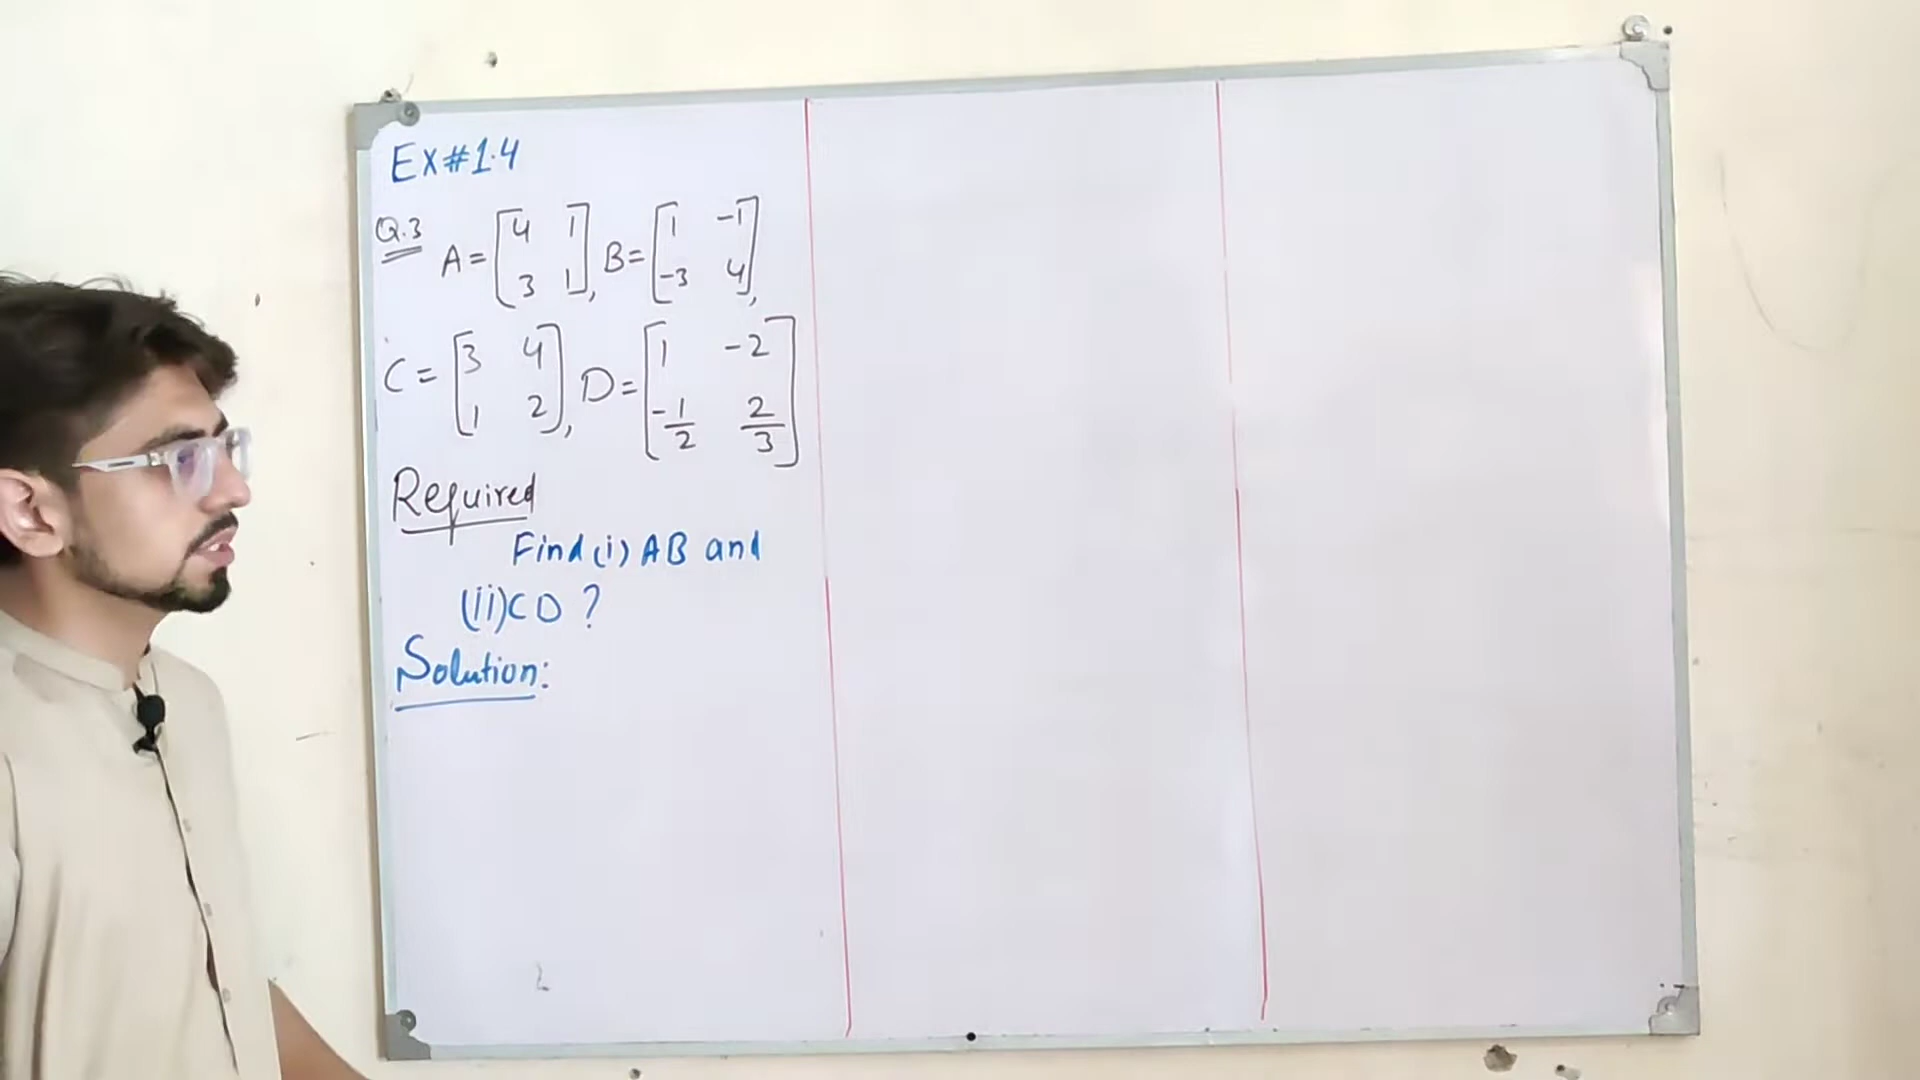 Ex#1.4
Q.3 A = [4 1
3 1], B = [1 -1
-3 4],
C = [3 4
1 2], D = [1 -2
-1/2 2/3]
Required
Find (i) AB and
(ii) CD ?
Solution: